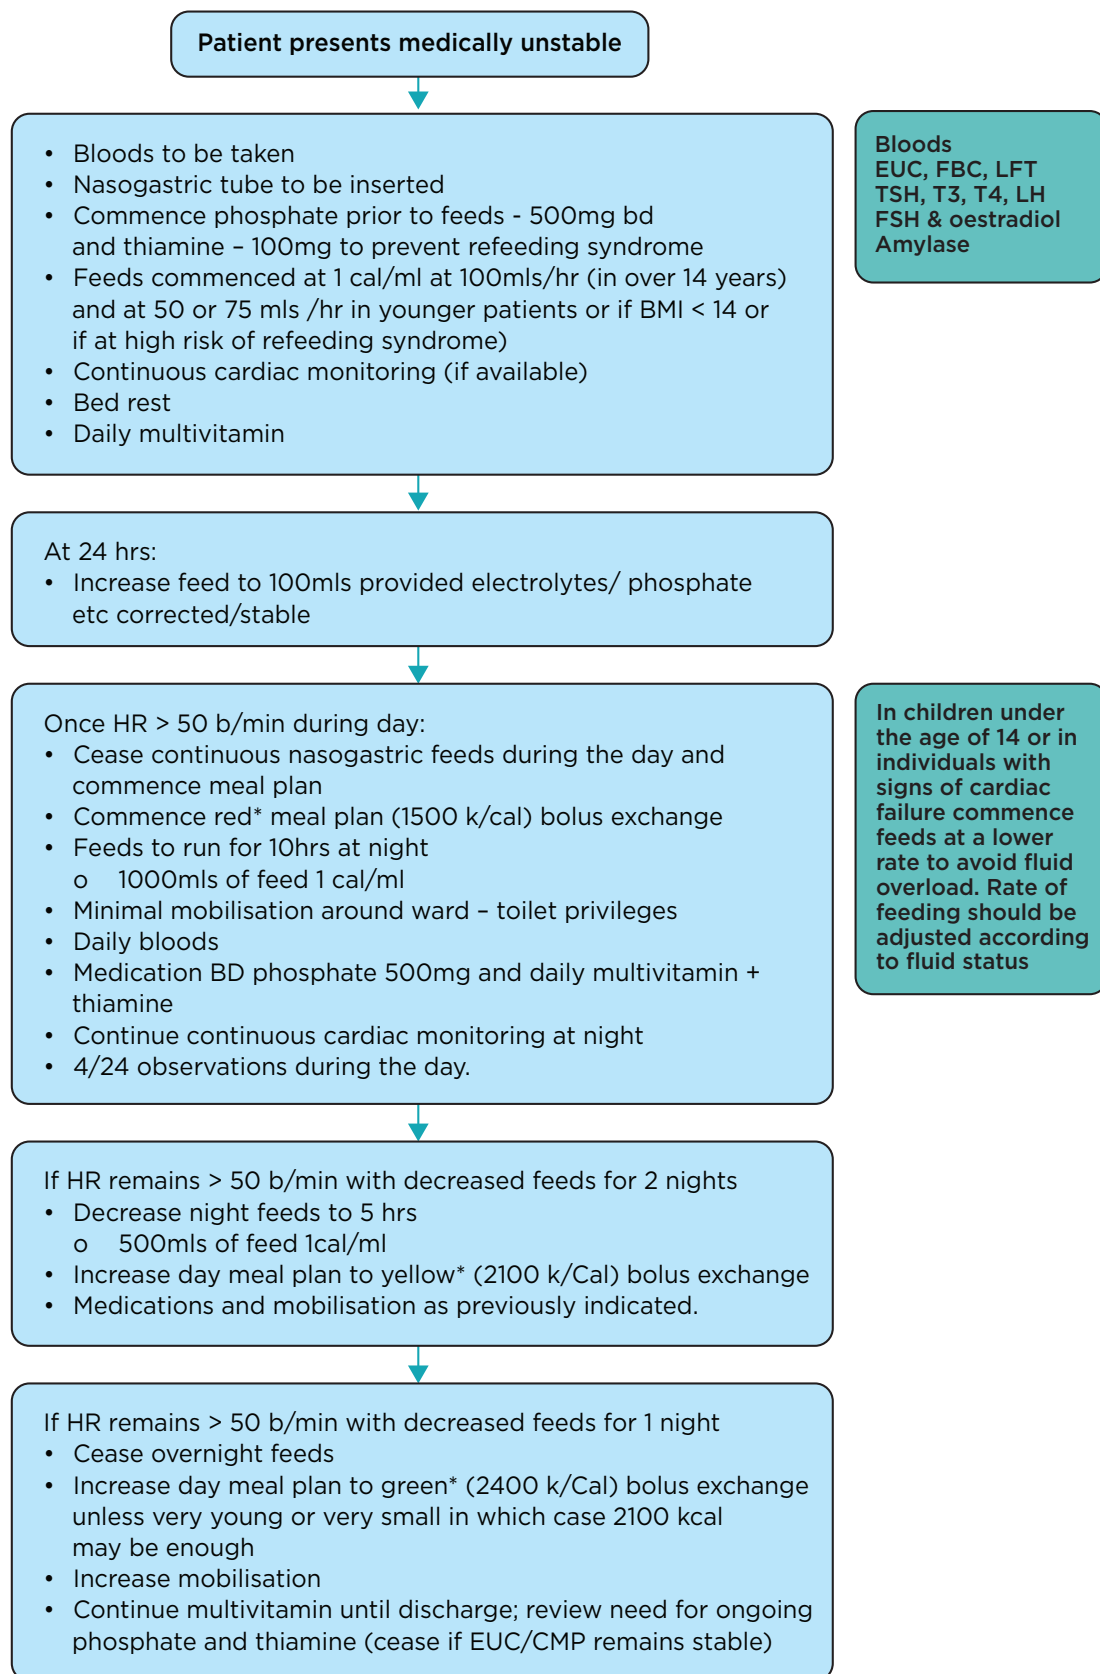 Patient presents medically unstable
• Bloods to be taken
• Nasogastric tube to be inserted
• Commence phosphate prior to feeds - 500mg bd
and thiamine – 100mg to prevent refeeding syndrome
• Feeds commenced at 1 cal/ml at 100mls/hr (in over 14 years)
and at 50 or 75 mls /hr in younger patients or if BMI < 14 or
if at high risk of refeeding syndrome)
• Continuous cardiac monitoring (if available)
• Bed rest
• Daily multivitamin
Bloods
EUC, FBC, LFT
TSH, T3, T4, LH
FSH & oestradiol
Amylase
At 24 hrs:
• Increase feed to 100mls provided electrolytes/ phosphate
etc corrected/stable
Once HR > 50 b/min during day:
• Cease continuous nasogastric feeds during the day and
commence meal plan
• Commence red* meal plan (1500 k/cal) bolus exchange
• Feeds to run for 10hrs at night
o 1000mls of feed 1 cal/ml
• Minimal mobilisation around ward – toilet privileges
• Daily bloods
• Medication BD phosphate 500mg and daily multivitamin +
thiamine
• Continue continuous cardiac monitoring at night
• 4/24 observations during the day.
In children under
the age of 14 or in
individuals with
signs of cardiac
failure commence
feeds at a lower
rate to avoid fluid
overload. Rate of
feeding should be
adjusted according
to fluid status
If HR remains > 50 b/min with decreased feeds for 2 nights
• Decrease night feeds to 5 hrs
o 500mls of feed 1cal/ml
• Increase day meal plan to yellow* (2100 k/Cal) bolus exchange
• Medications and mobilisation as previously indicated.
If HR remains > 50 b/min with decreased feeds for 1 night
• Cease overnight feeds
• Increase day meal plan to green* (2400 k/Cal) bolus exchange
unless very young or very small in which case 2100 kcal
may be enough
• Increase mobilisation
• Continue multivitamin until discharge; review need for ongoing
phosphate and thiamine (cease if EUC/CMP remains stable)